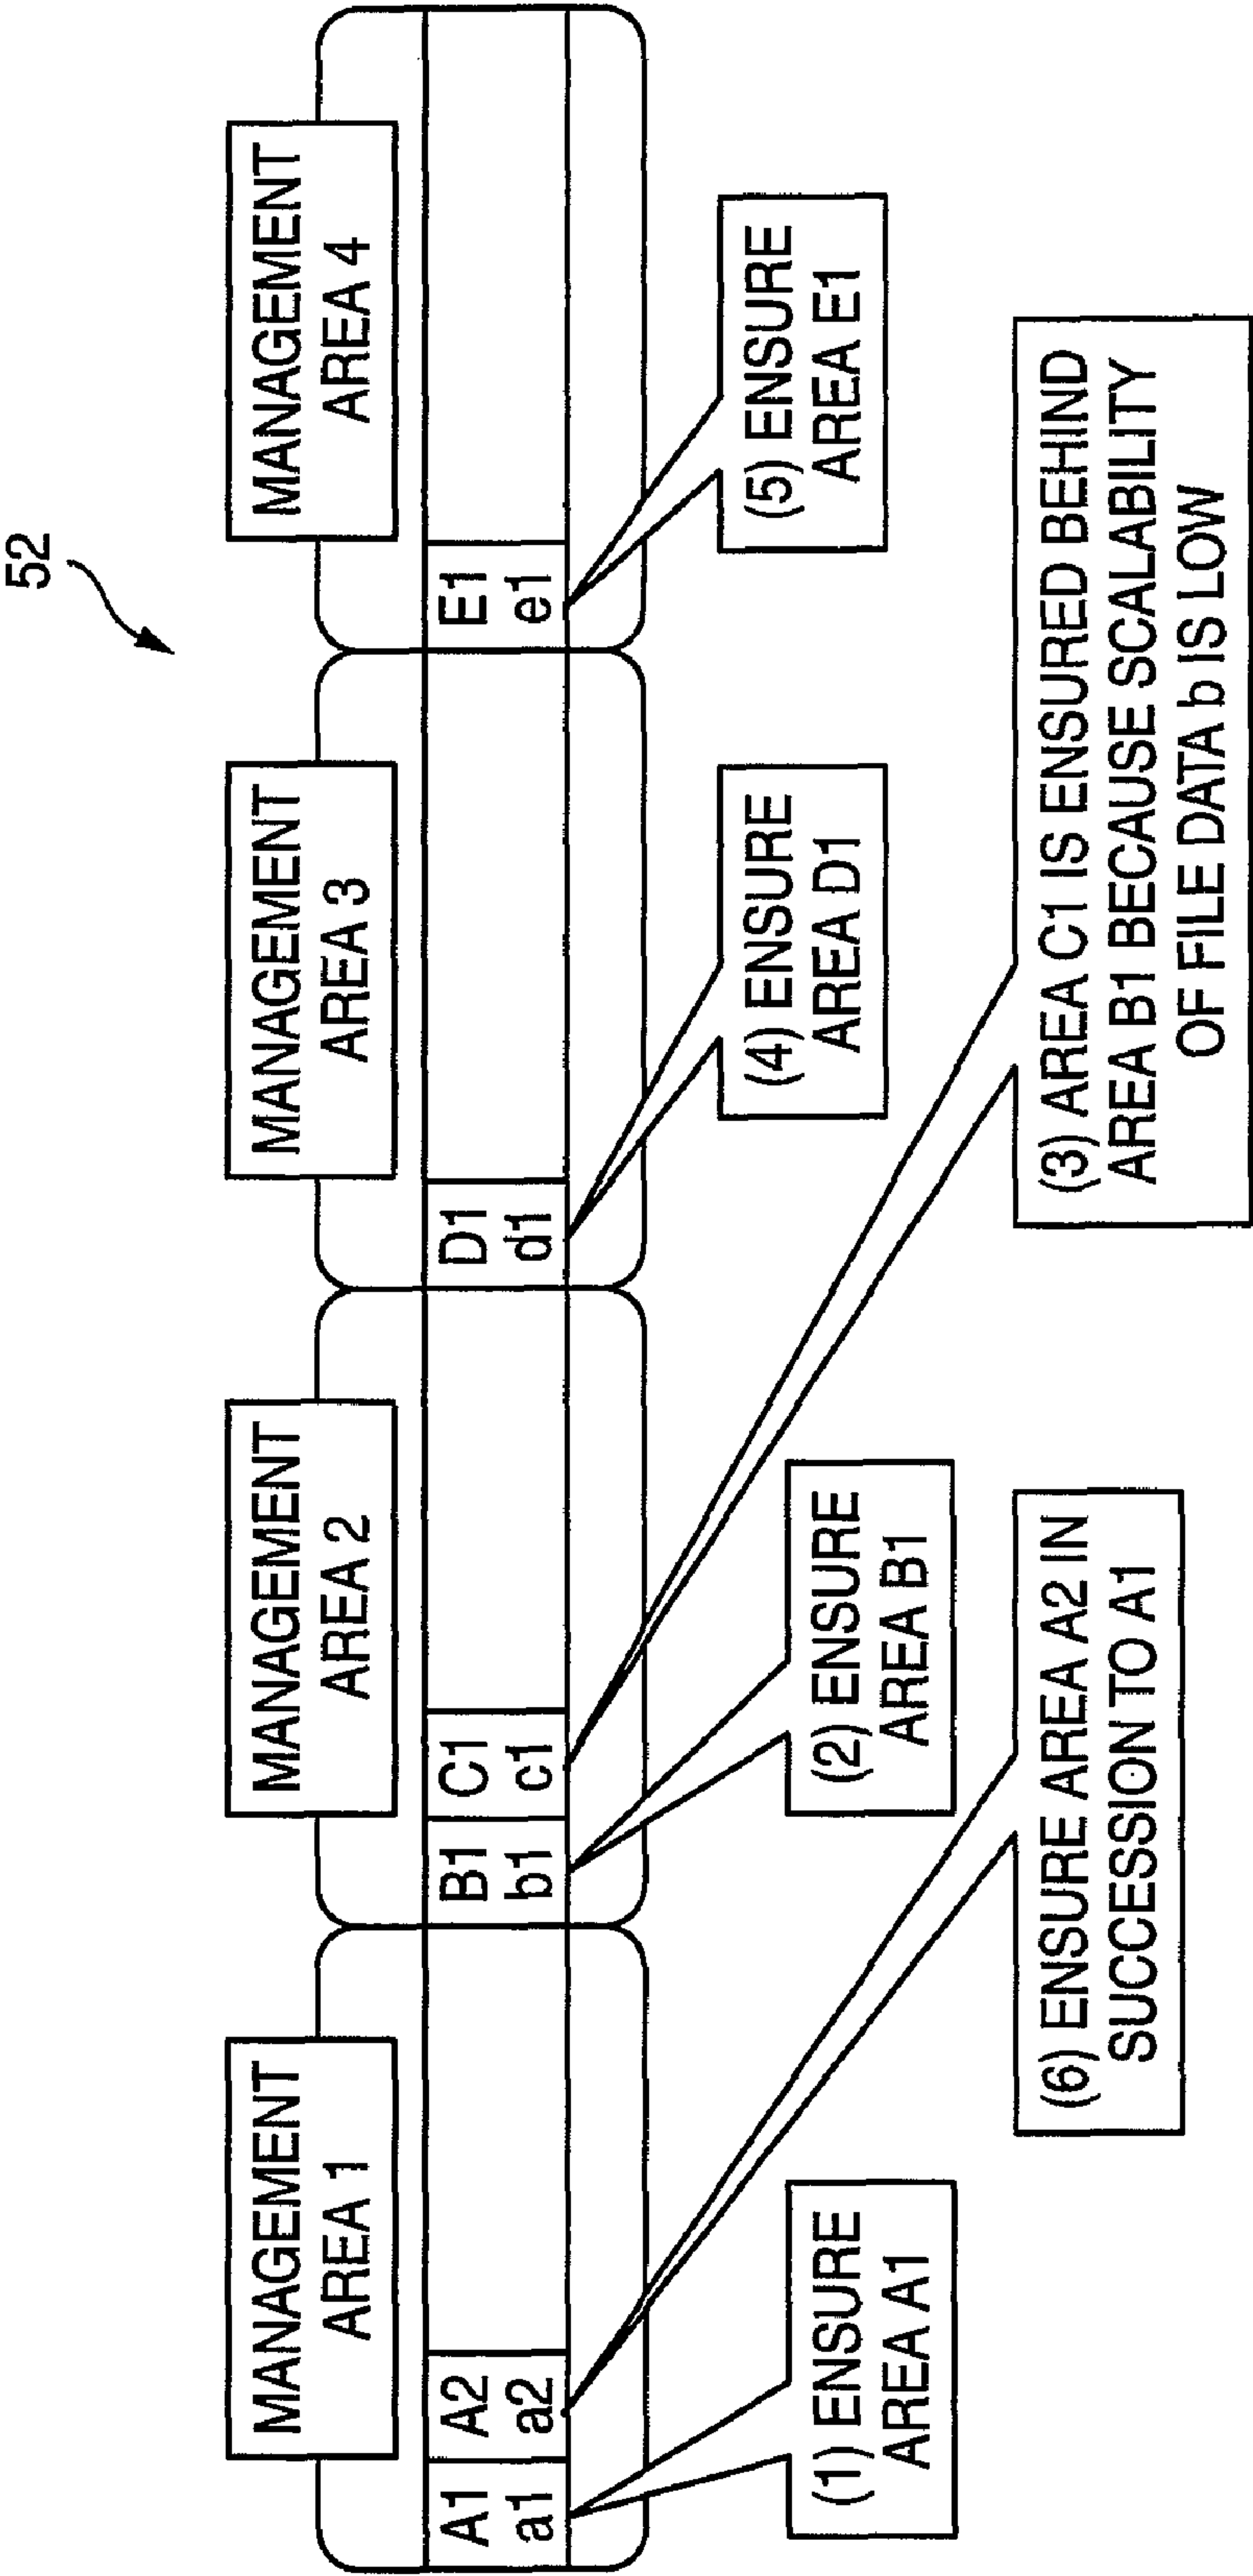 52
MANAGEMENT
AREA 1
MANAGEMENT
AREA 2
MANAGEMENT
AREA 3
MANAGEMENT
AREA 4
A1
a1
A2
a2
B1
b1
C1
c1
D1
d1
E1
e1
(1) ENSURE
AREA A1
(2) ENSURE
AREA B1
(4) ENSURE
AREA D1
(5) ENSURE
AREA E1
(6) ENSURE AREA A2 IN
SUCCESSION TO A1
(3) AREA C1 IS ENSURED BEHIND
AREA B1 BECAUSE SCALABILITY
OF FILE DATA b IS LOW